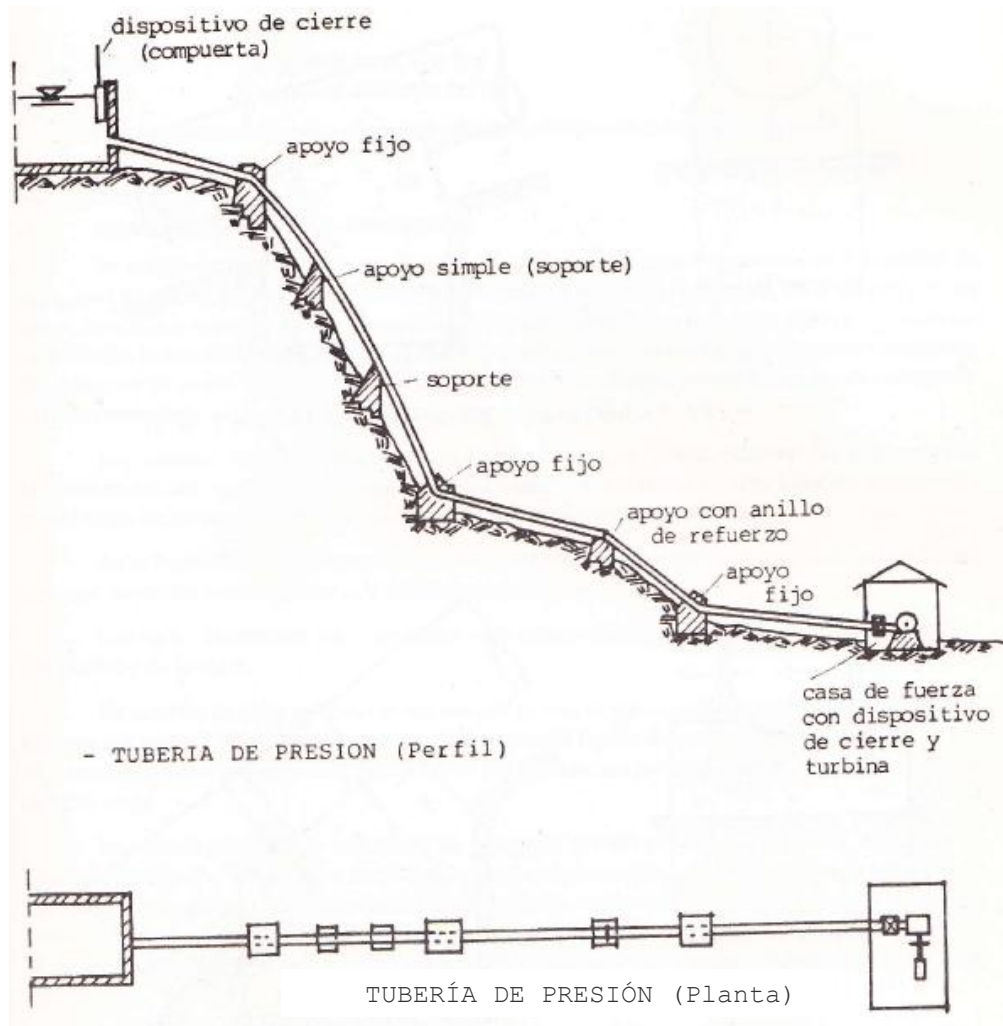 dispositivo de cierre
(compuerta)
apoyo fijo
apoyo simple (soporte)
soporte
apoyo fijo
apoyo con anillo
de refuerzo
apoyo
fijo
casa de fuerza
con dispositivo
de cierre y
turbina
- TUBERIA DE PRESION (Perfil)
TUBERÍA DE PRESIÓN (Planta)